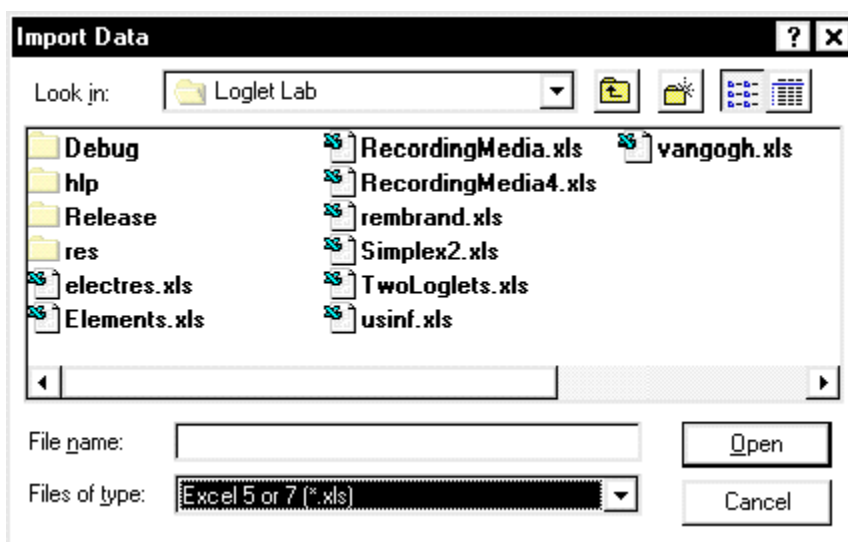 Import Data
Look in: Loglet Lab
Debug RecordingMedia.xls vangogh.xls
hlp RecordingMedia4.xls
Release rembrand.xls
res Simplex2.xls
electres.xls TwoLoglets.xls
Elements.xls usinf.xls
File name: Open
Files of type: Excel 5 or 7 (*.xls) Cancel